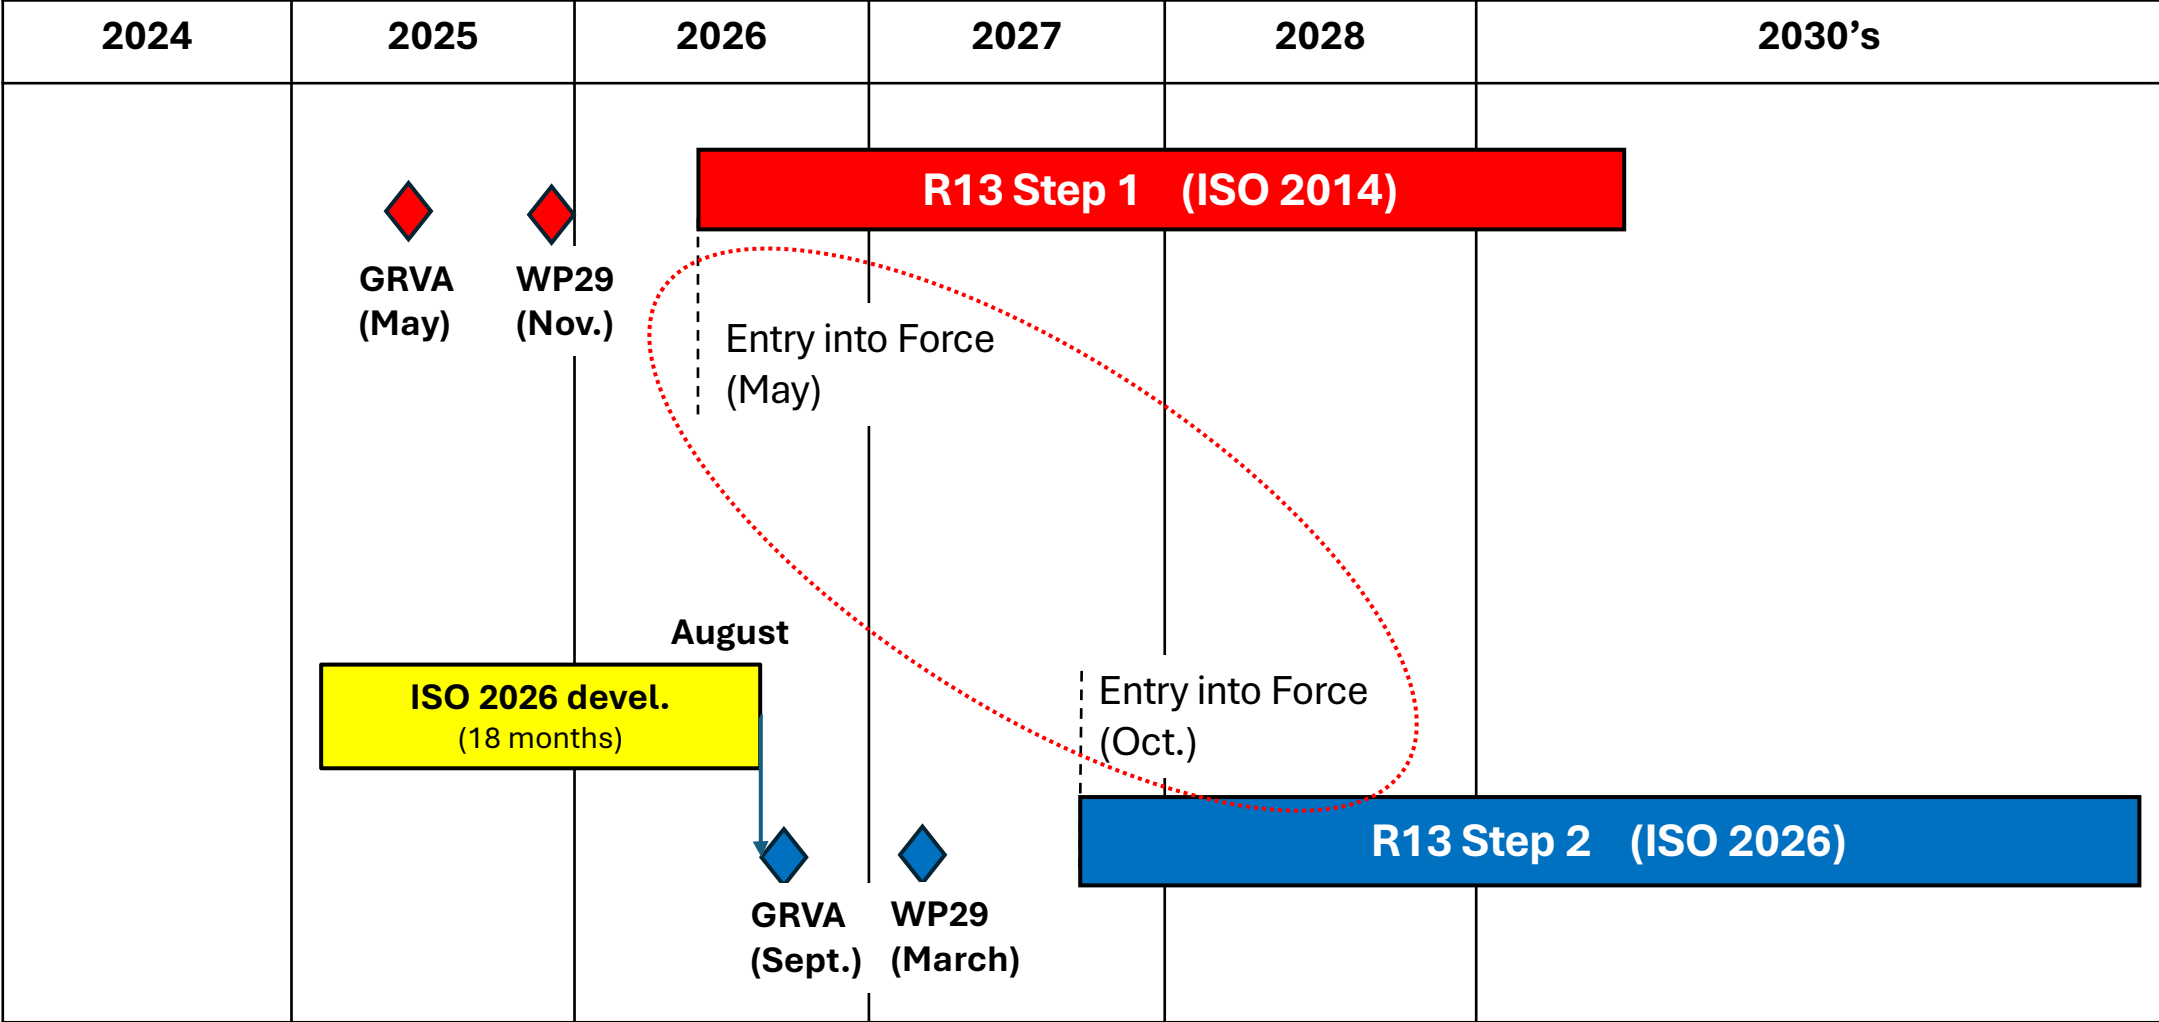 2024
2025
2026
2027
2028
2030’s
R13 Step 1 (ISO 2014)
GRVA
(May)
WP29
(Nov.)
Entry into Force
(May)
August
ISO 2026 devel.
(18 months)
Entry into Force
(Oct.)
R13 Step 2 (ISO 2026)
GRVA
(Sept.)
WP29
(March)